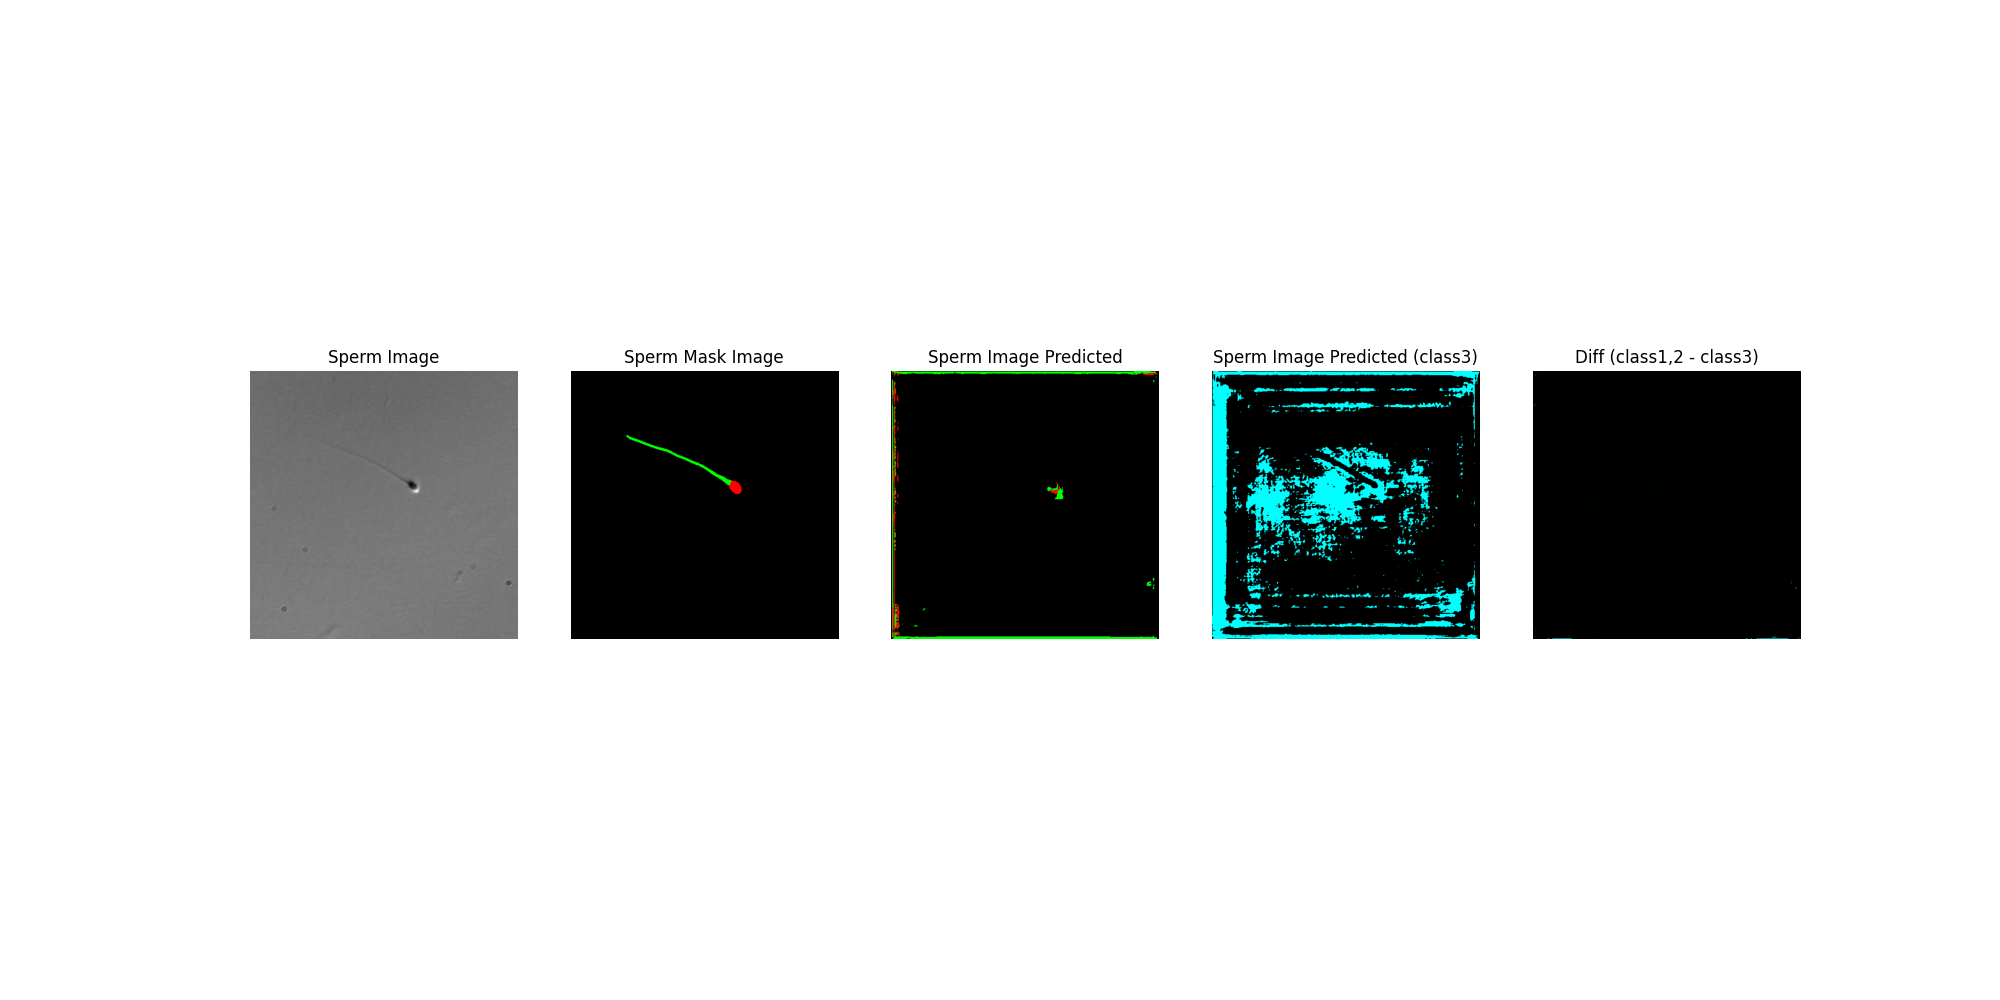 Sperm Image
Sperm Mask Image
Sperm Image Predicted
Sperm Image Predicted (class3)
Diff (class1,2 - class3)